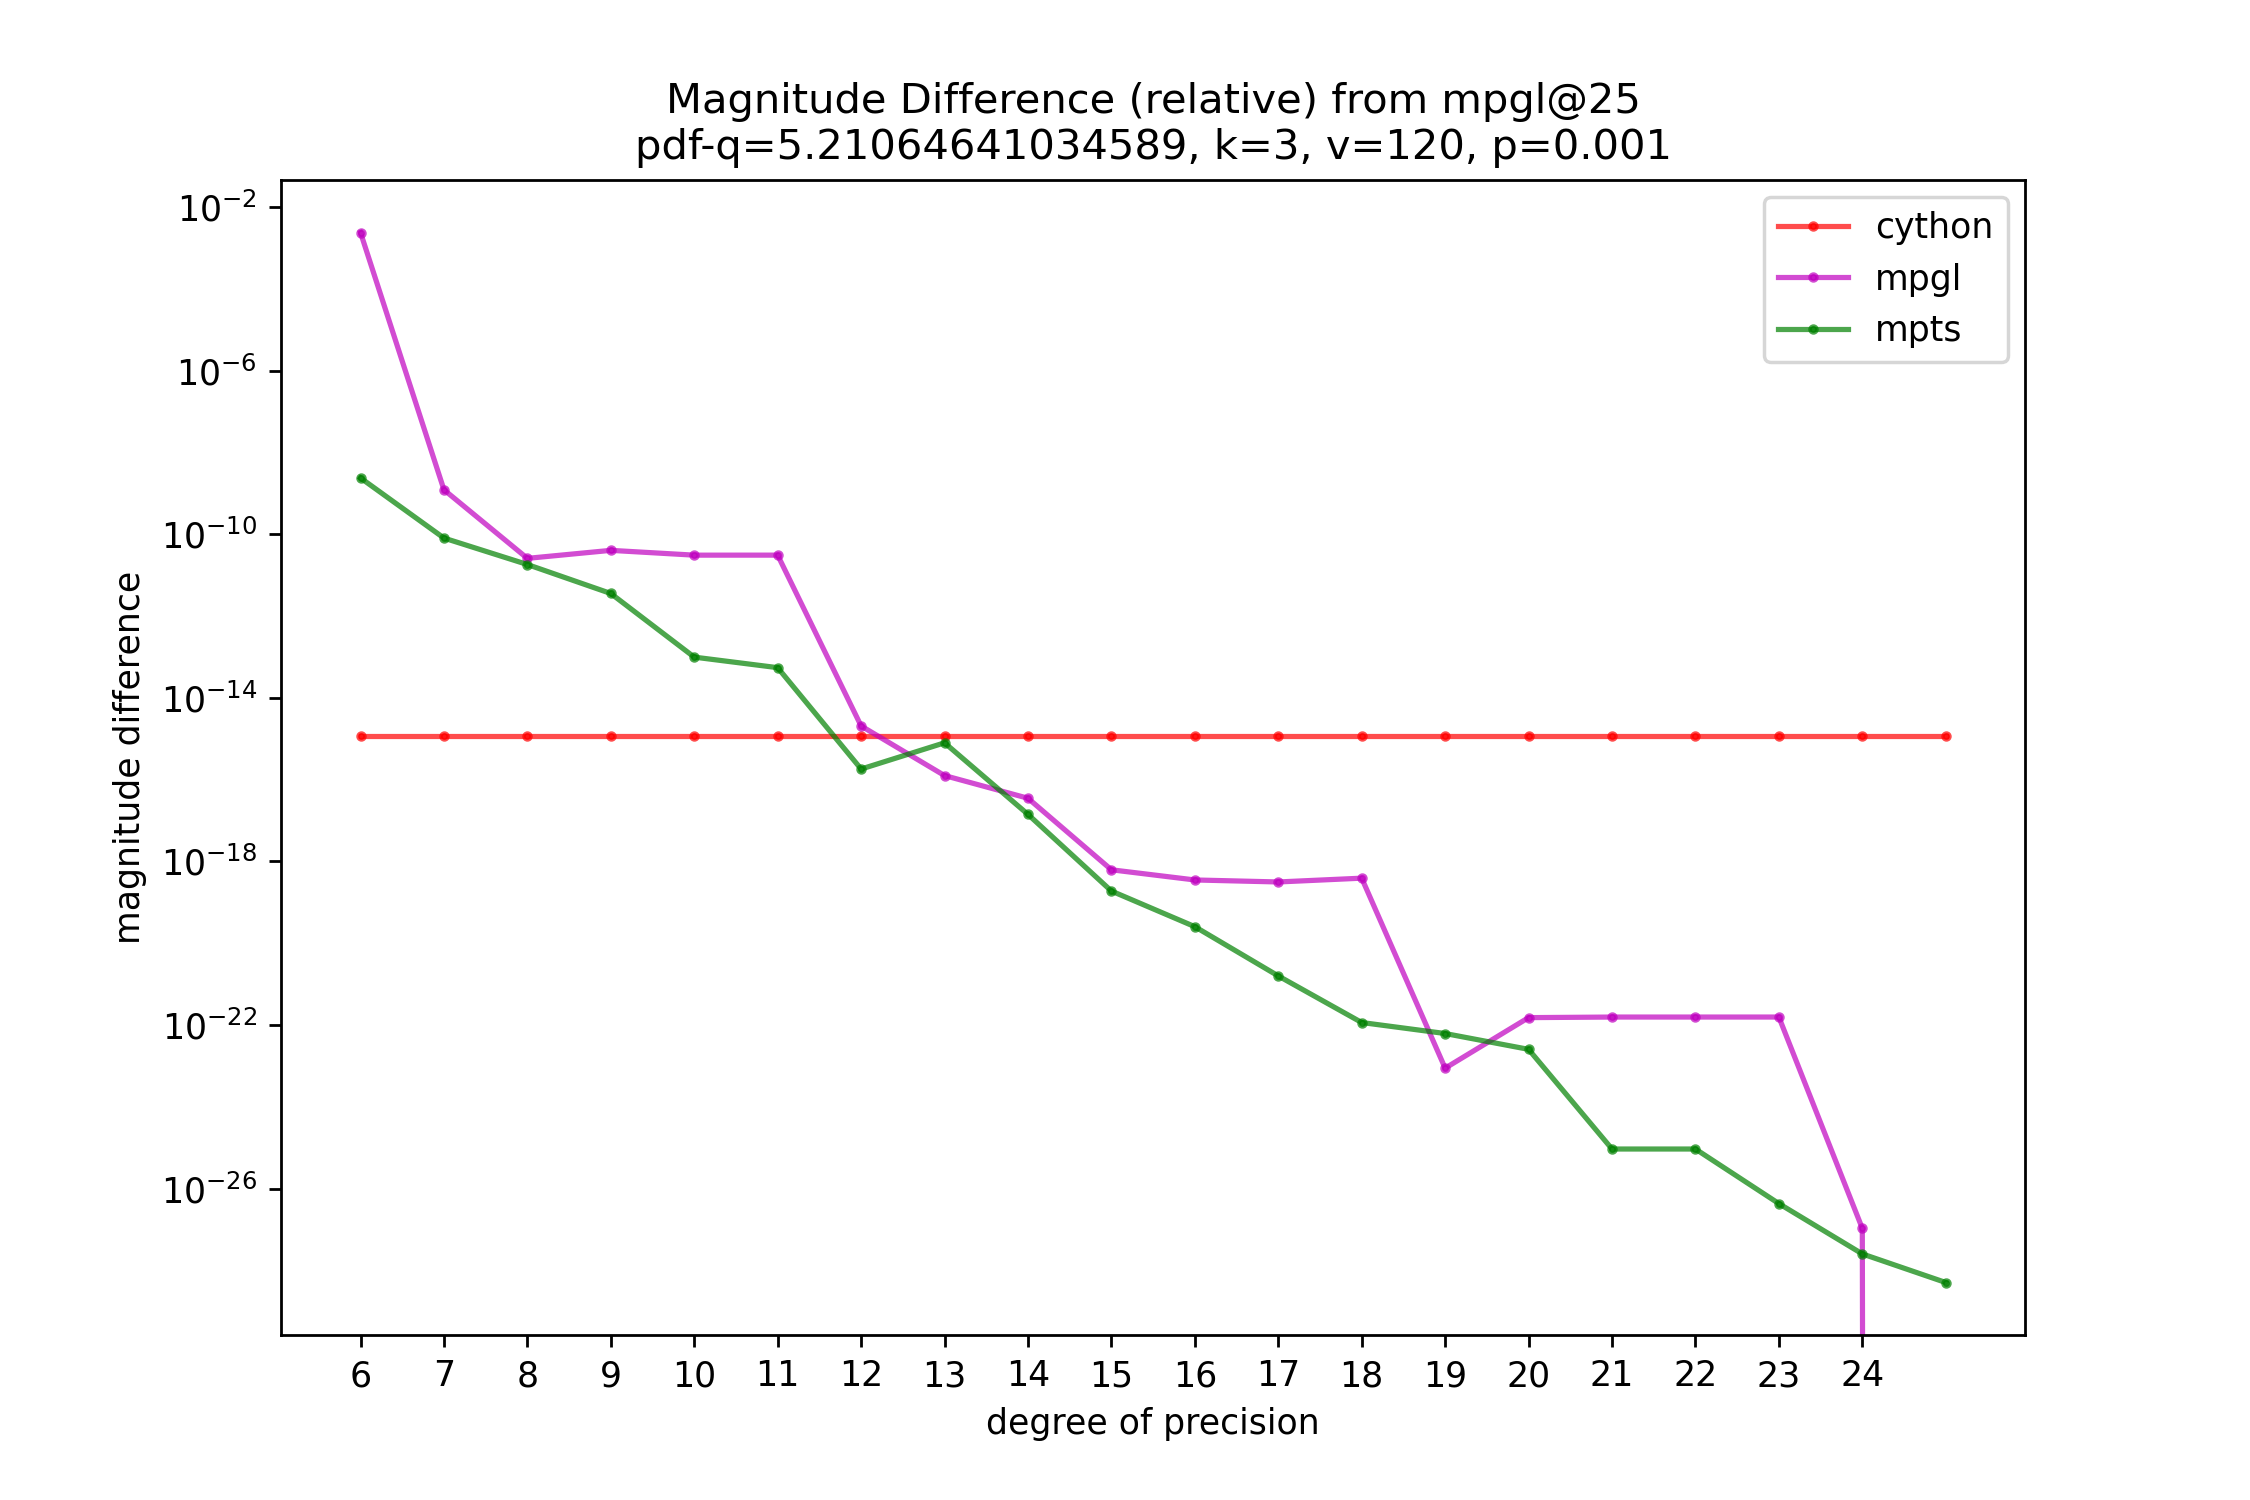 Magnitude Difference (relative) from mpgl@25
pdf-q=5.21064641034589, k=3, v=120, p=0.001
cython
mpgl
mpts
magnitude difference
10⁻²
10⁻⁶
10⁻¹⁰
10⁻¹⁴
10⁻¹⁸
10⁻²²
10⁻²⁶
6 7 8 9 10 11 12 13 14 15 16 17 18 19 20 21 22 23 24
degree of precision